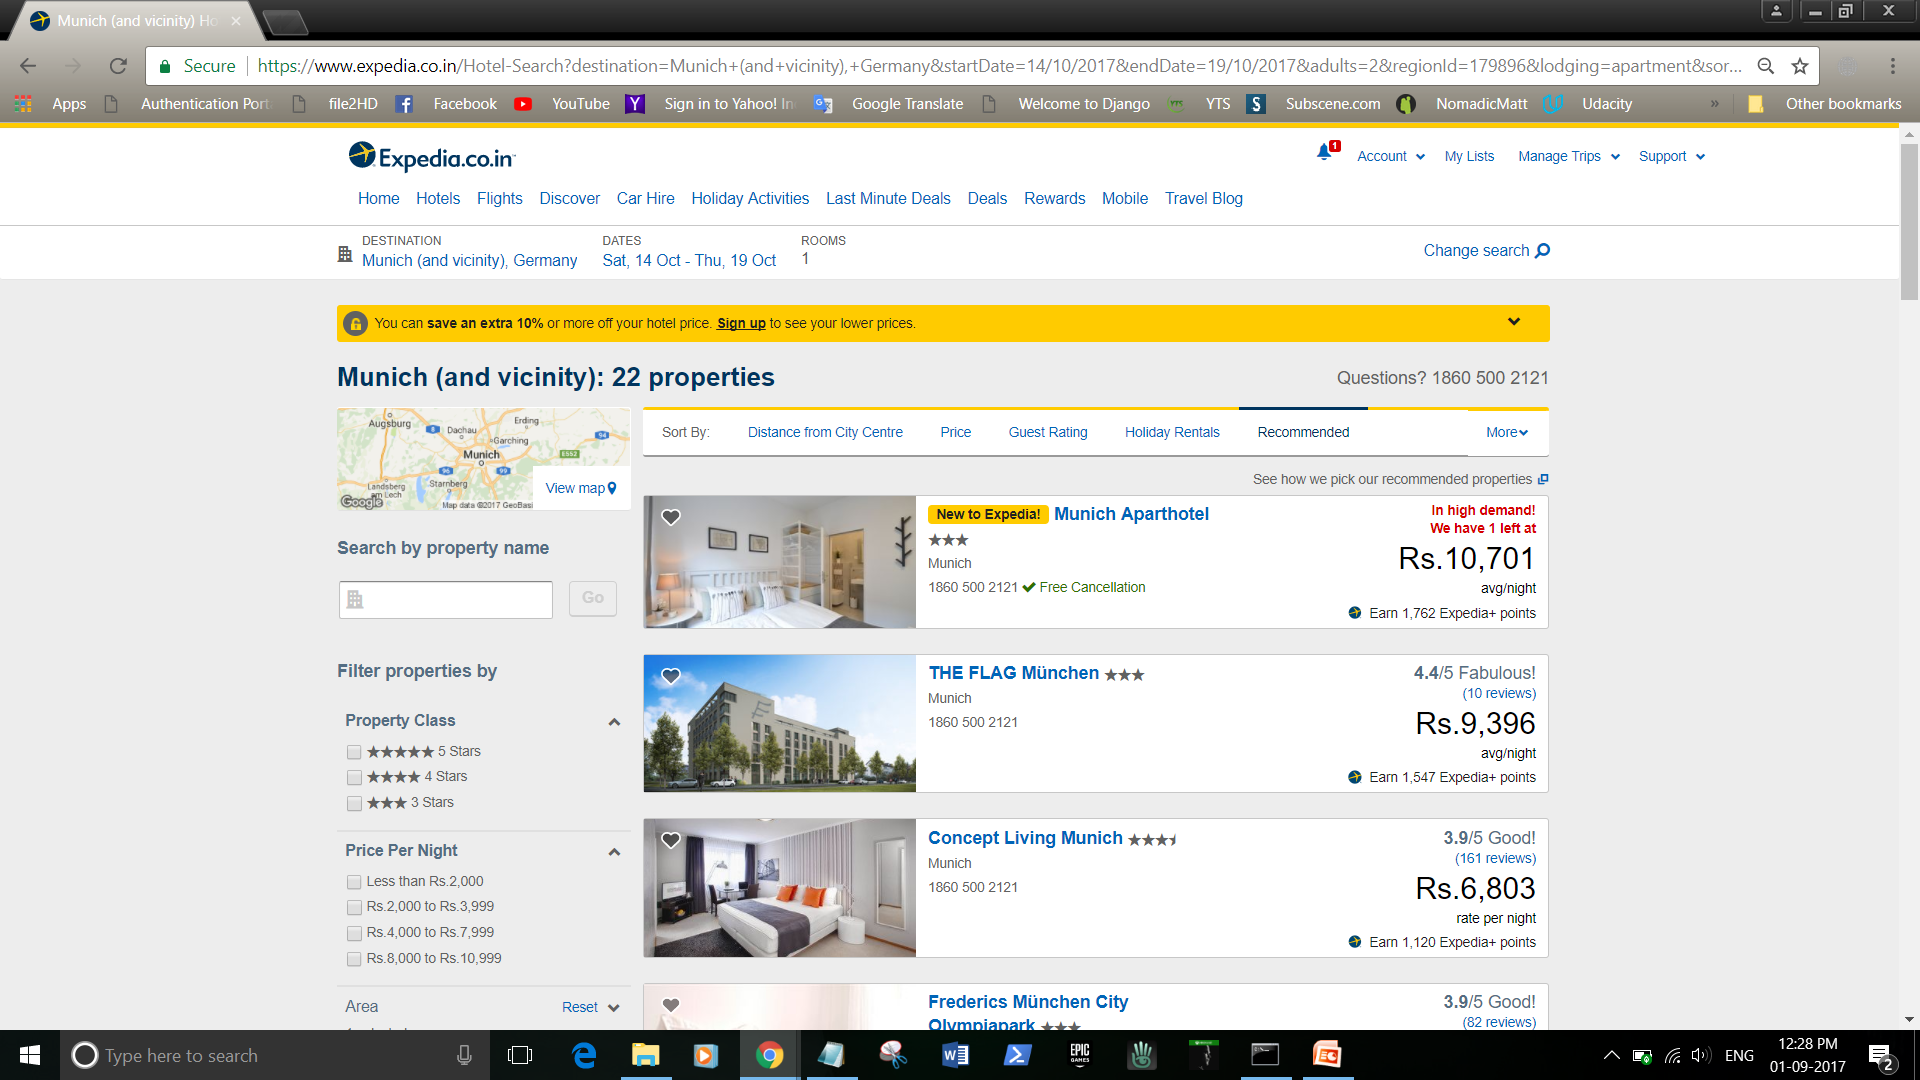 Munich (and vicinity) Ho
Secure https://www.expedia.co.in/Hotel-Search?destination=Munich+(and+vicinity),+Germany&startDate=14/10/2017&endDate=19/10/2017&adults=2&regionId=179896&lodging=apartment&sor...
Apps Authentication Port file2HD Facebook YouTube Sign in to Yahoo! In Google Translate Welcome to Django YTS Subscene.com NomadicMatt Udacity » Other bookmarks
Expedia.co.in
1 Account My Lists Manage Trips Support
Home Hotels Flights Discover Car Hire Holiday Activities Last Minute Deals Deals Rewards Mobile Travel Blog
DESTINATION DATES ROOMS
Munich (and vicinity), Germany Sat, 14 Oct - Thu, 19 Oct 1
Change search
You can save an extra 10% or more off your hotel price. Sign up to see your lower prices.
Munich (and vicinity): 22 properties
Questions? 1860 500 2121
Augsburg Dachau Erding Garching Munich Landsberg am Lech Starnberg
8 94 E552 96 99
Google Map data ©2017 GeoBasi
View map
Search by property name
Go
Filter properties by
Property Class
5 Stars
4 Stars
3 Stars
Price Per Night
Less than Rs.2,000
Rs.2,000 to Rs.3,999
Rs.4,000 to Rs.7,999
Rs.8,000 to Rs.10,999
Area Reset
Sort By: Distance from City Centre Price Guest Rating Holiday Rentals Recommended More
See how we pick our recommended properties
New to Expedia! Munich Aparthotel
Munich
1860 500 2121 Free Cancellation
In high demand!
We have 1 left at
Rs.10,701
avg/night
Earn 1,762 Expedia+ points
THE FLAG München
Munich
1860 500 2121
4.4/5 Fabulous!
(10 reviews)
Rs.9,396
avg/night
Earn 1,547 Expedia+ points
Concept Living Munich
Munich
1860 500 2121
3.9/5 Good!
(161 reviews)
Rs.6,803
rate per night
Earn 1,120 Expedia+ points
Frederics München City
Olympiapark
3.9/5 Good!
(82 reviews)
Type here to search
EPIC GAMES
ENG
12:28 PM
01-09-2017
2